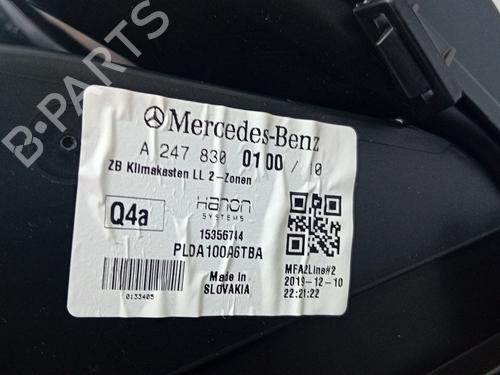 Mercedes-Benz
A 247 830 0100 / 10
ZB Klimakasten LL 2-Zonen
Q4a
Hanon
SYSTEMS
15356714
PLDA100A6TBA
Made in
SLOVAKIA
0133405
MFA2Line#2
2019-12-10
22:21:22
B-PARTS